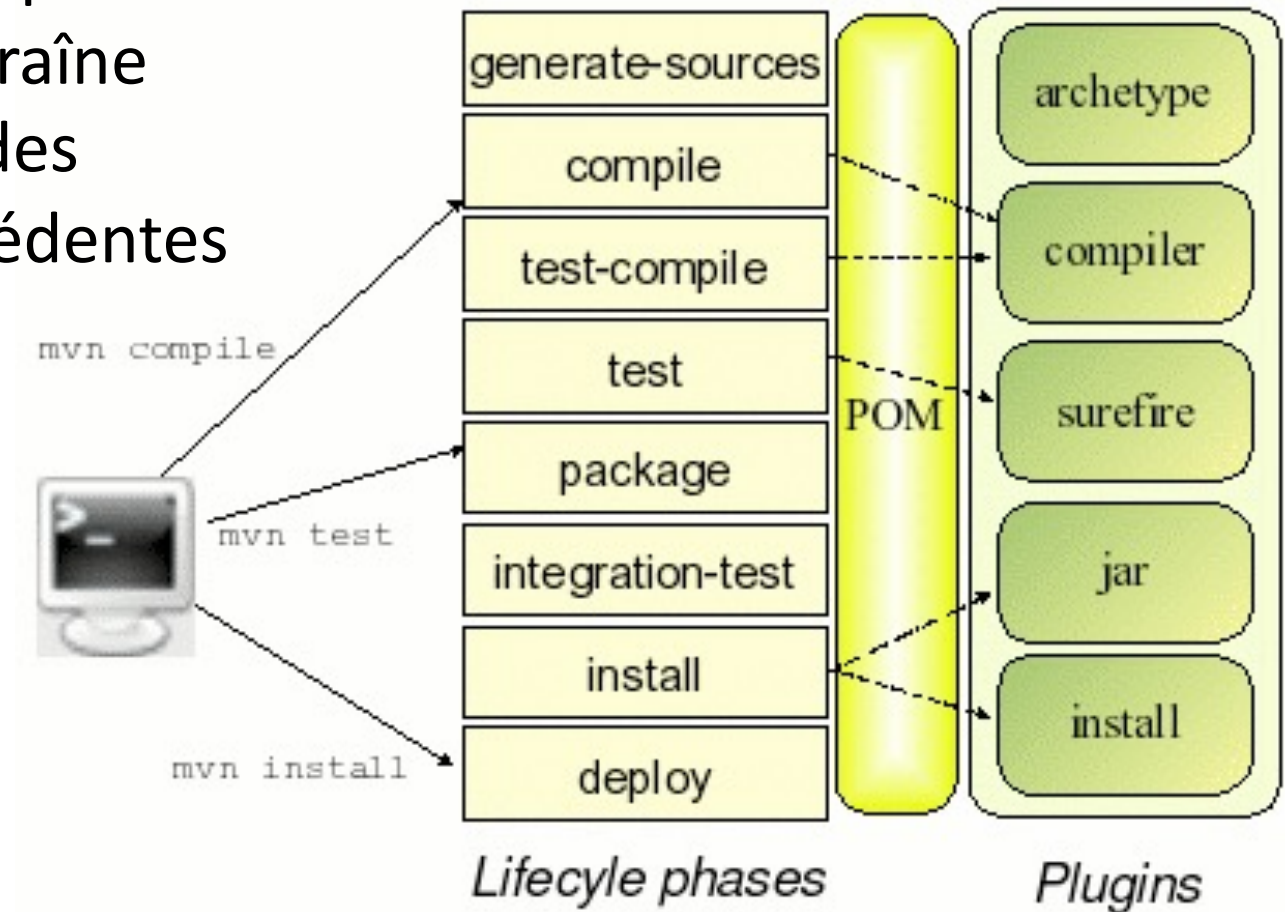 raîne
des
édentes
mvn compile
mvn test
mvn install
generate-sources
compile
test-compile
test
package
integration-test
install
deploy
Lifecyle phases
POM
archetype
compiler
surefire
jar
install
Plugins